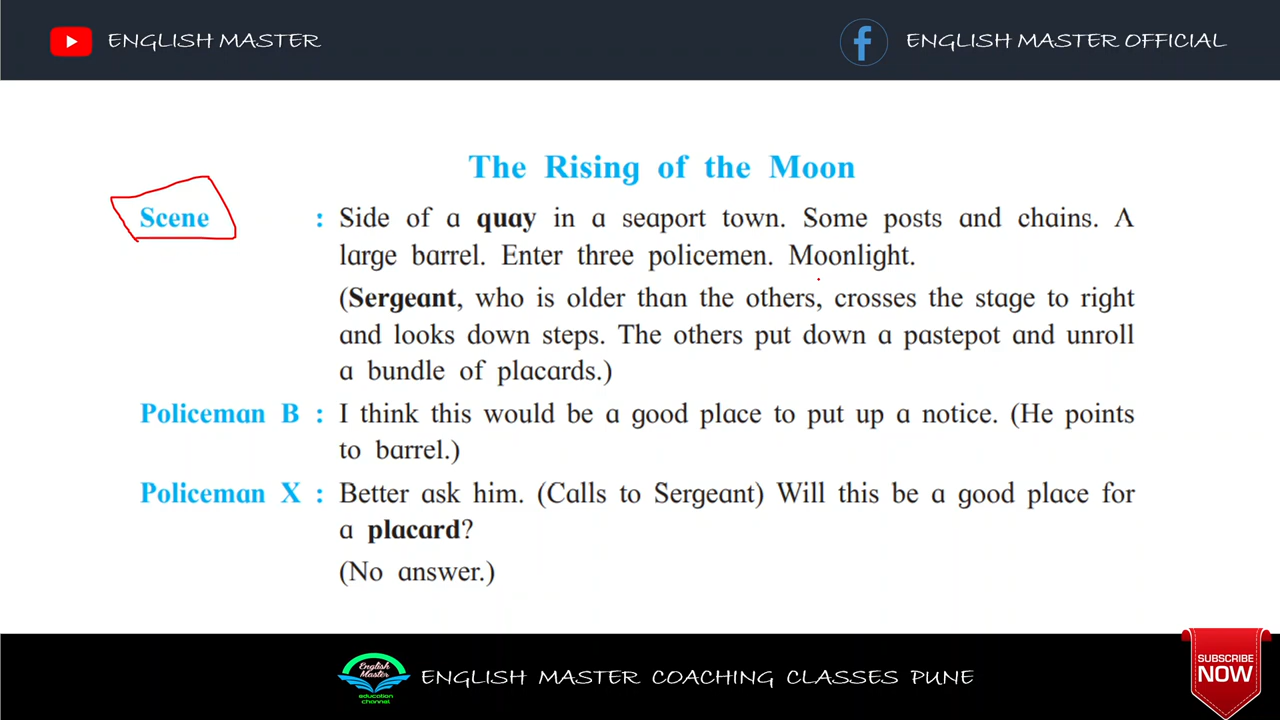 ENGLISH MASTER
ENGLISH MASTER OFFICIAL
The Rising of the Moon
Scene : Side of a quay in a seaport town. Some posts and chains. A
large barrel. Enter three policemen. Moonlight.
(Sergeant, who is older than the others, crosses the stage to right
and looks down steps. The others put down a pastepot and unroll
a bundle of placards.)
Policeman B : I think this would be a good place to put up a notice. (He points
to barrel.)
Policeman X : Better ask him. (Calls to Sergeant) Will this be a good place for
a placard?
(No answer.)
English
Master
education
channel
ENGLISH MASTER COACHING CLASSES PUNE
SUBSCRIBE
NOW